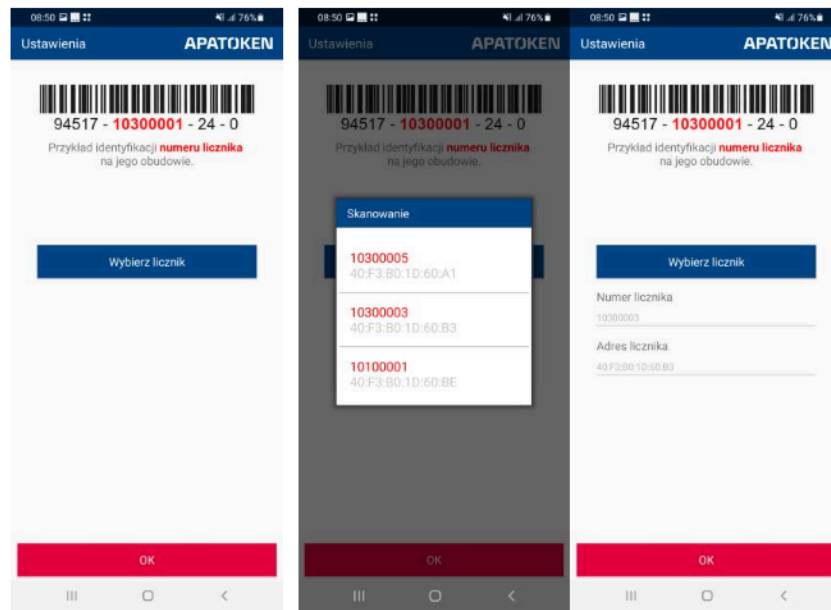 08:50
76%
Ustawienia
APATOKEN
94517 - 10300001 - 24 - 0
Przykład identyfikacji numeru licznika
na jego obudowie.
Wybierz licznik
OK
08:50
76%
Ustawienia
APATOKEN
94517 - 10300001 - 24 - 0
Przykład identyfikacji numeru licznika
na jego obudowie.
Skanowanie
10300005
40:F3:B0:1D:60:A1
10300003
40:F3:B0:1D:60:B3
10100001
40:F3:B0:1D:60:BE
OK
08:50
76%
Ustawienia
APATOKEN
94517 - 10300001 - 24 - 0
Przykład identyfikacji numeru licznika
na jego obudowie.
Wybierz licznik
Numer licznika
10300003
Adres licznika
40:F3:B0:1D:60:B3
OK